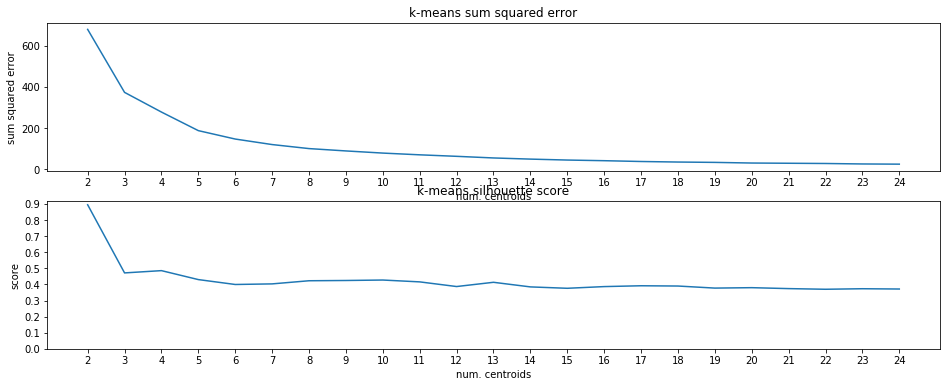 k-means sum squared error
sum squared error
600
400
200
0
2 3 4 5 6 7 8 9 10 11 12 13 14 15 16 17 18 19 20 21 22 23 24
num. centroids
k-means silhouette score
score
0.9
0.8
0.7
0.6
0.5
0.4
0.3
0.2
0.1
0.0
2 3 4 5 6 7 8 9 10 11 12 13 14 15 16 17 18 19 20 21 22 23 24
num. centroids